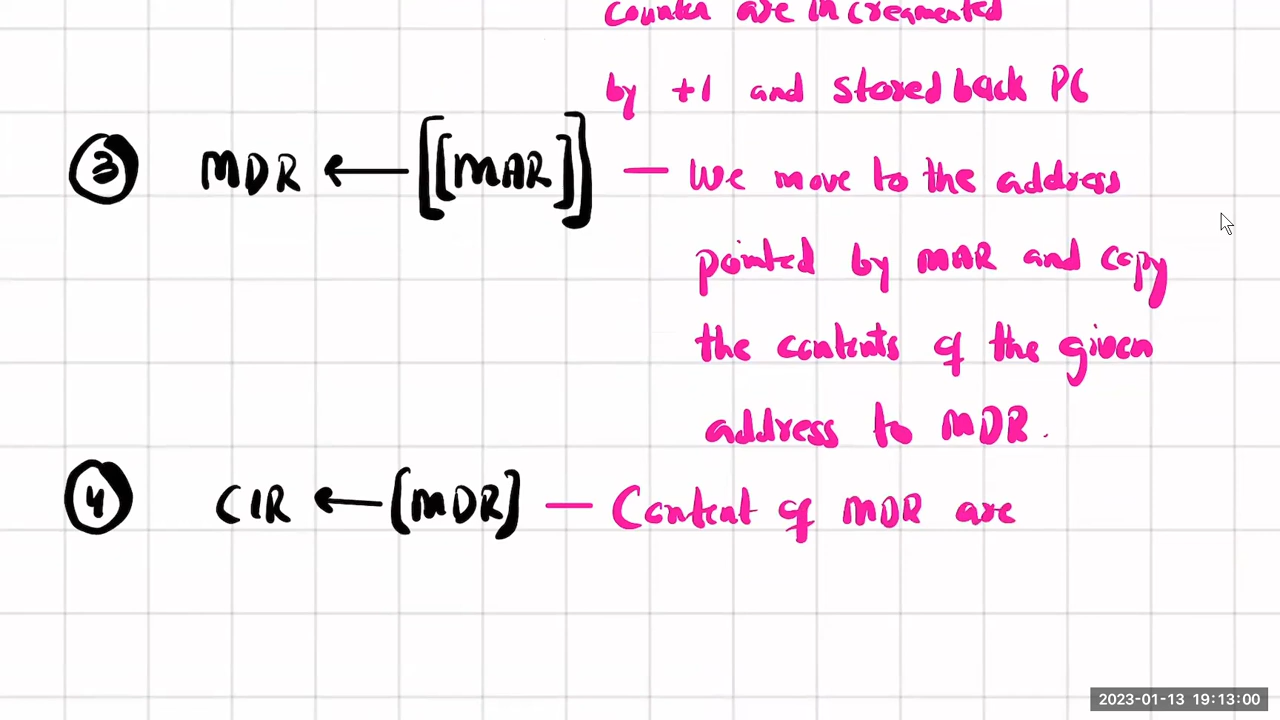 counter are increamented
by +1 and stored back PC
③ MDR ← [[MAR]] — We move to the address
pointed by MAR and copy
the contents of the given
address to MDR.
④ CIR ← [MDR] — Content of MDR are
2023-01-13 19:13:00